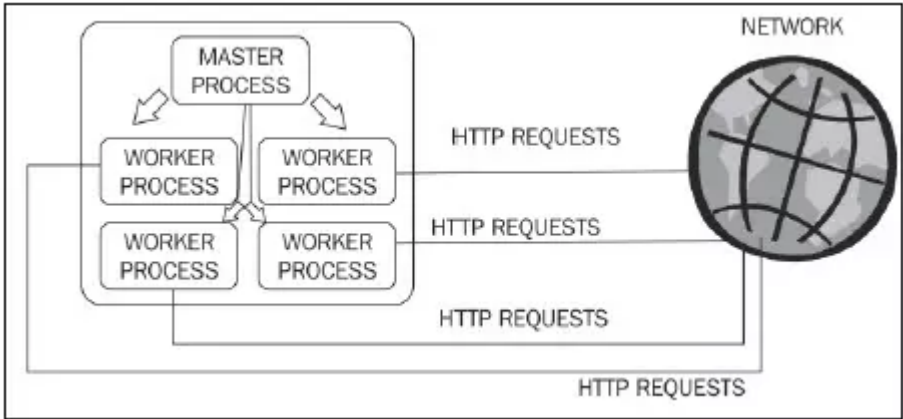 NETWORK
MASTER
PROCESS
HTTP REQUESTS
WORKER
PROCESS
WORKER
PROCESS
HTTP REQUESTS
WORKER
PROCESS
WORKER
PROCESS
HTTP REQUESTS
HTTP REQUESTS